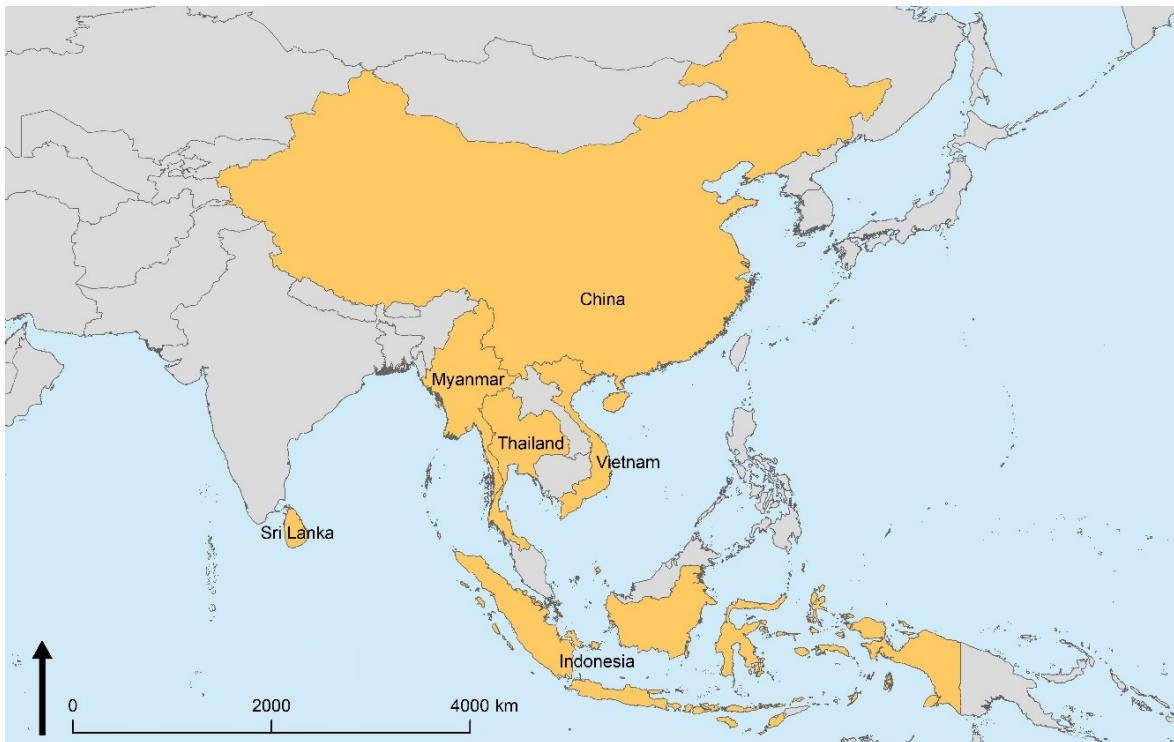 China
Myanmar
Thailand
Vietnam
Sri Lanka
Indonesia
0 2000 4000 km